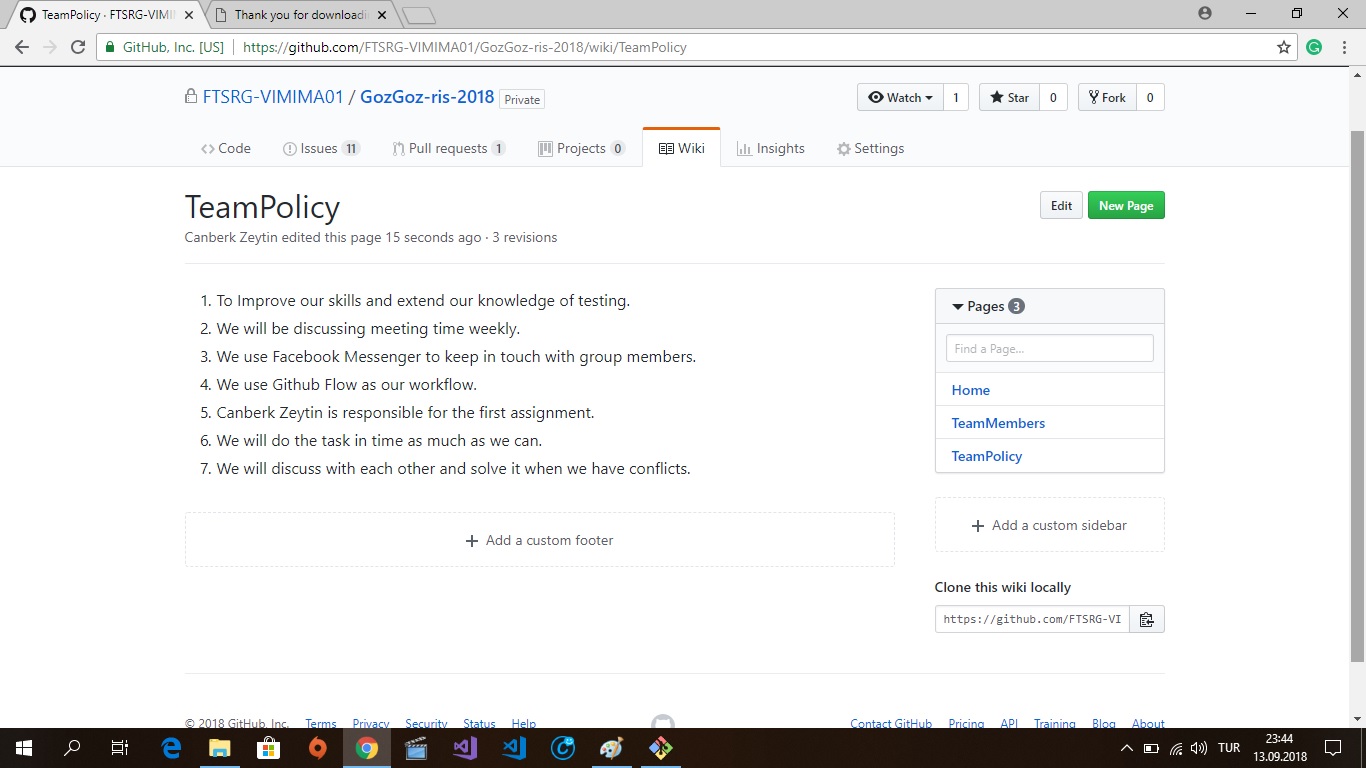 TeamPolicy · FTSRG-VIMI
Thank you for downloadi
GitHub, Inc. [US]
https://github.com/FTSRG-VIMIMA01/GozGoz-ris-2018/wiki/TeamPolicy
FTSRG-VIMIMA01 / GozGoz-ris-2018 Private
Watch 1 Star 0 Fork 0
Code Issues 11 Pull requests 1 Projects 0 Wiki Insights Settings
TeamPolicy
Edit New Page
Canberk Zeytin edited this page 15 seconds ago · 3 revisions
1. To Improve our skills and extend our knowledge of testing.
2. We will be discussing meeting time weekly.
3. We use Facebook Messenger to keep in touch with group members.
4. We use Github Flow as our workflow.
5. Canberk Zeytin is responsible for the first assignment.
6. We will do the task in time as much as we can.
7. We will discuss with each other and solve it when we have conflicts.
+ Add a custom footer
Pages 3
Find a Page...
Home
TeamMembers
TeamPolicy
+ Add a custom sidebar
Clone this wiki locally
https://github.com/FTSRG-VI
© 2018 GitHub, Inc. Terms Privacy Security Status Help
Contact GitHub Pricing API Training Blog About
TUR
23:44
13.09.2018